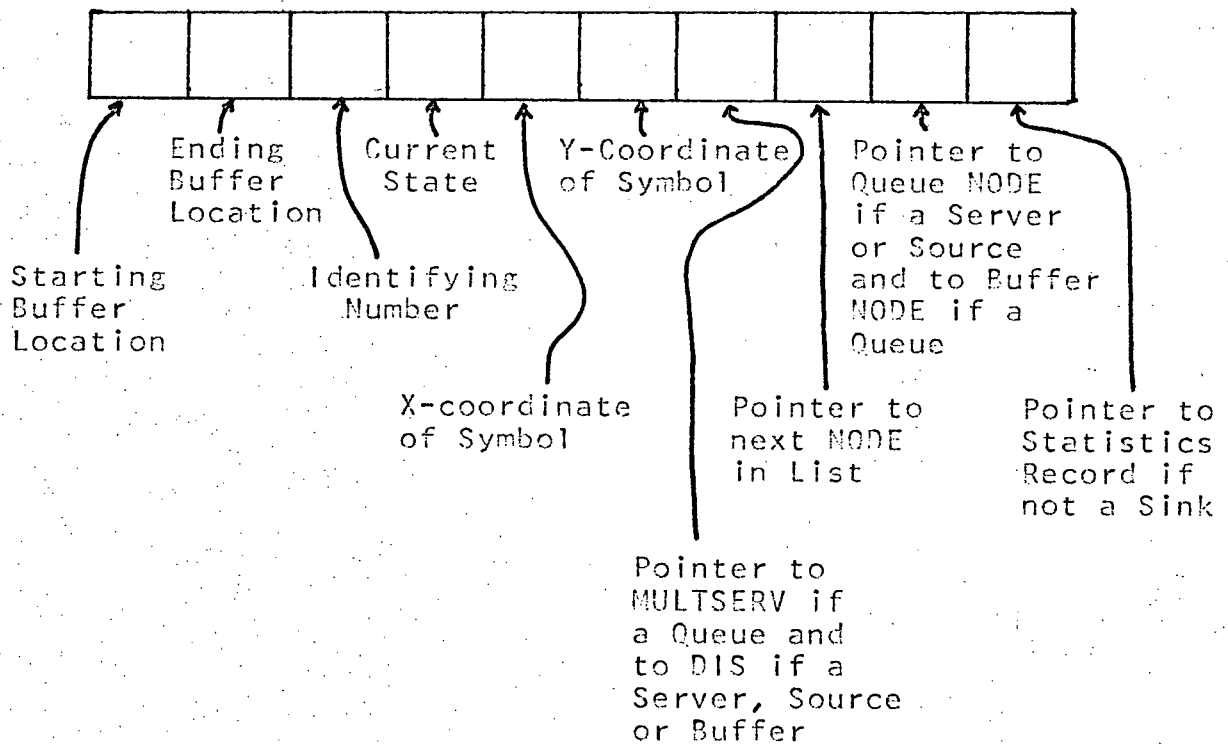 Ending
Buffer
Location
Current
State
Y-Coordinate
of Symbol
Pointer to
Queue NODE
if a Server
or Source
and to Buffer
NODE if a
Queue
Starting
Buffer
Location
Identifying
Number
X-coordinate
of Symbol
Pointer to
next NODE
in List
Pointer to
Statistics
Record if
not a Sink
Pointer to
MULTSERV if
a Queue and
to DIS if a
Server, Source
or Buffer